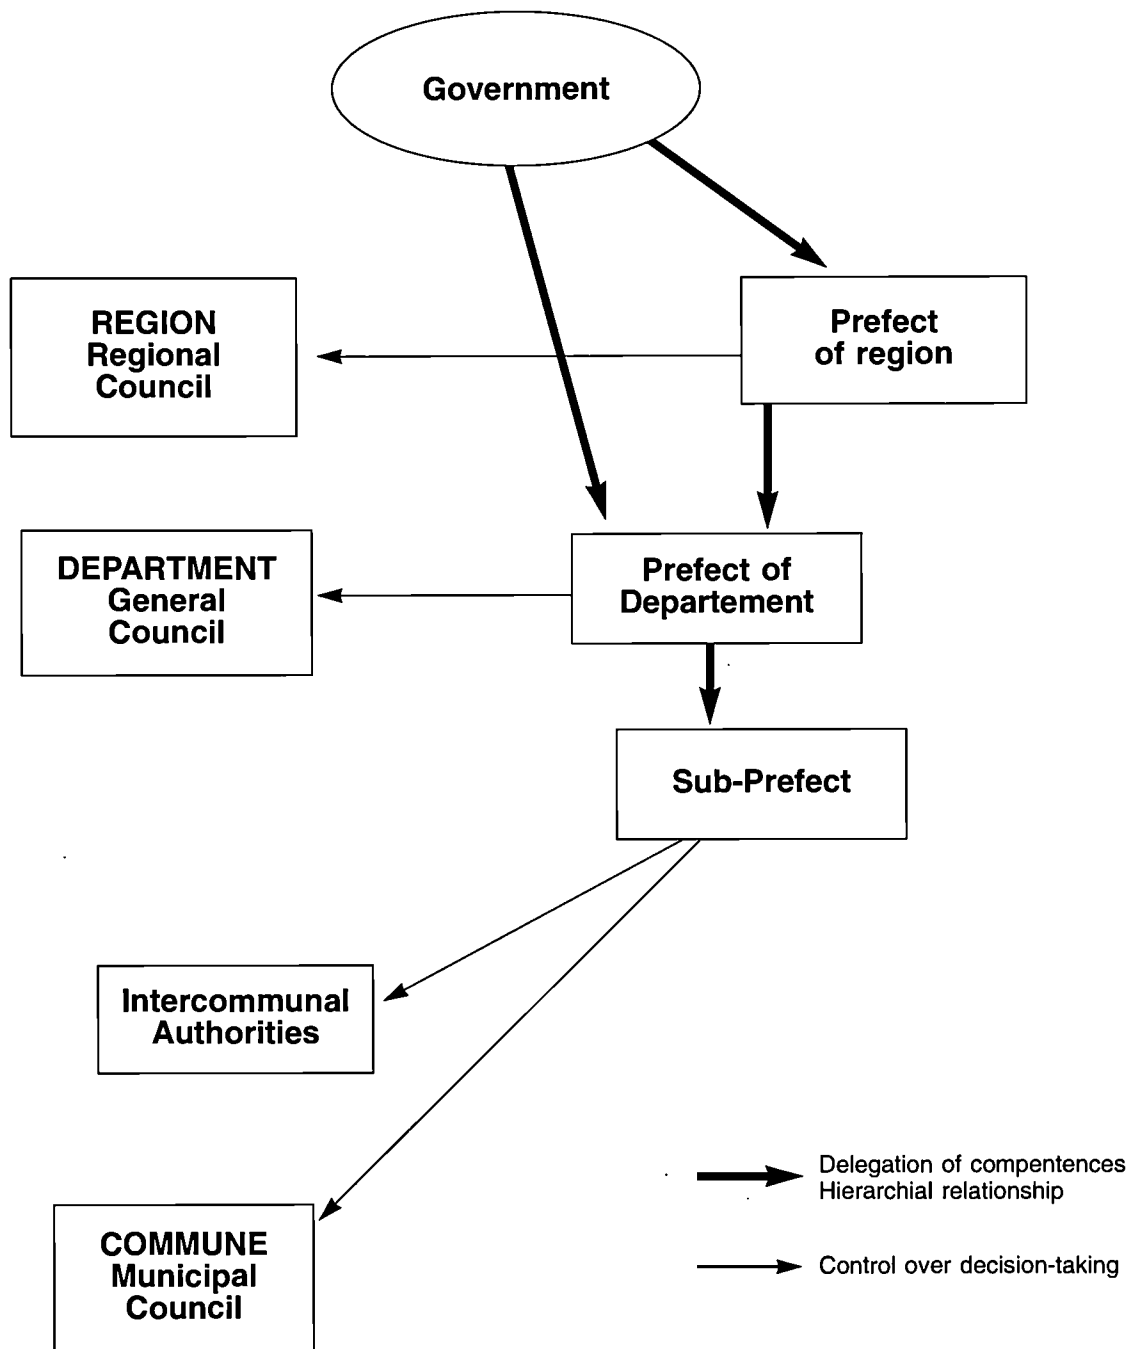 Government
REGION
Regional
Council
Prefect
of region
DEPARTMENT
General
Council
Prefect of
Departement
Sub-Prefect
Intercommunal
Authorities
COMMUNE
Municipal
Council
Delegation of compentences
Hierarchial relationship
Control over decision-taking